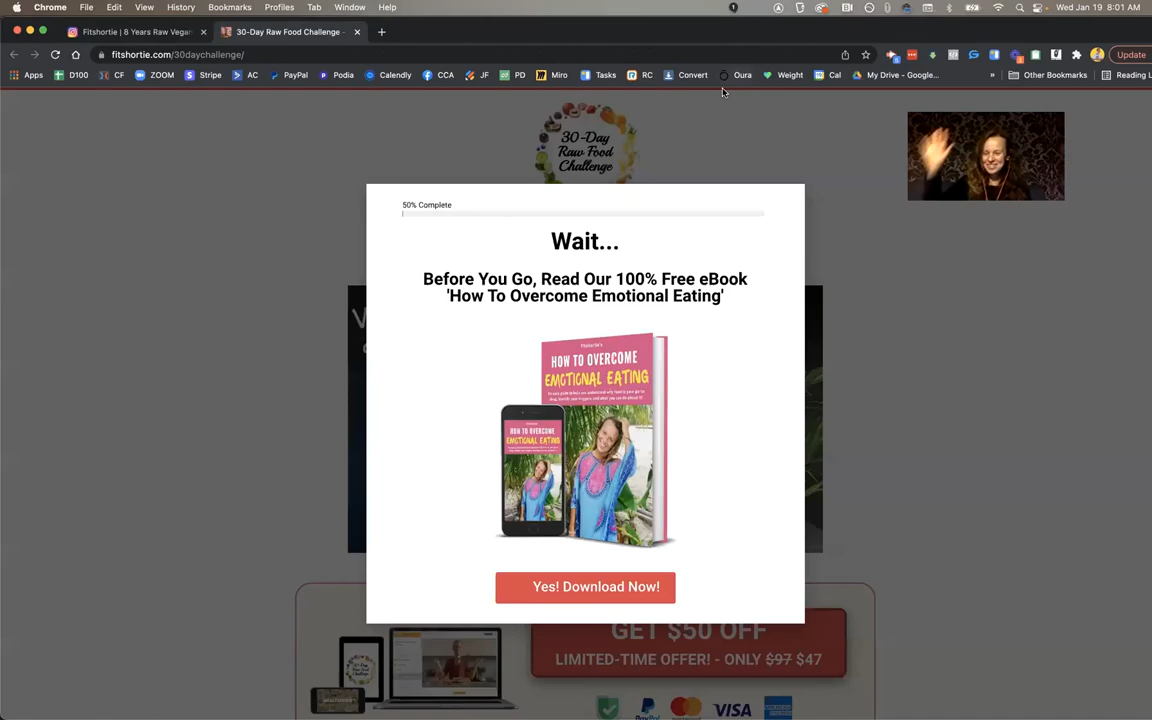 Chrome File Edit View History Bookmarks Profiles Tab Window Help
Wed Jan 19 8:01 AM
Fitshortie | 8 Years Raw Vegan
30-Day Raw Food Challenge -
fitshortie.com/30daychallenge/
Update
Apps D100 CF ZOOM Stripe AC PayPal Podia Calendly CCA JF PD Miro Tasks RC Convert Oura Weight Cal My Drive - Google... » Other Bookmarks Reading L
30-Day
Raw Food
Challenge
50% Complete
Wait...
Before You Go, Read Our 100% Free eBook
'How To Overcome Emotional Eating'
Fitshortie's
HOW TO OVERCOME
EMOTIONAL EATING
HOW TO OVERCOME
EMOTIONAL EATING
Yes! Download Now!
GET $50 OFF
LIMITED-TIME OFFER! - ONLY $97 $47
PayPal
VISA